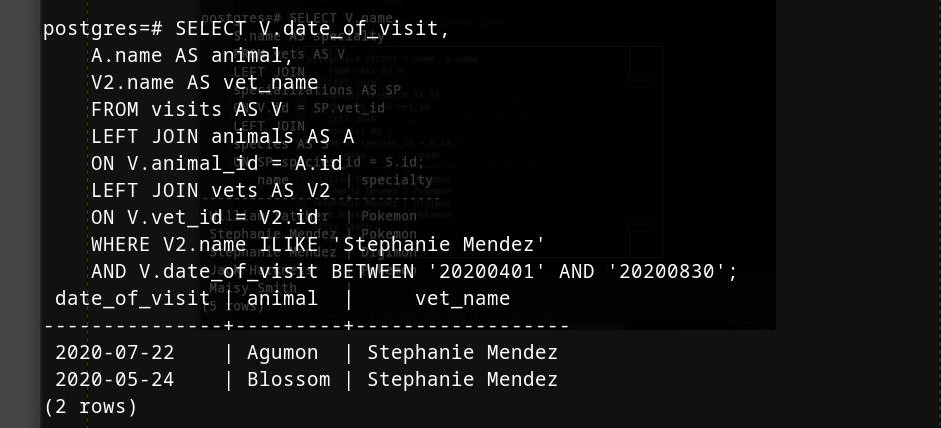 postgres=# SELECT V.date_of_visit,
    A.name AS animal,
    V2.name AS vet_name
    FROM visits AS V
    LEFT JOIN animals AS A
    ON V.animal_id = A.id
    LEFT JOIN vets AS V2
    ON V.vet_id = V2.id
    WHERE V2.name ILIKE 'Stephanie Mendez'
    AND V.date_of_visit BETWEEN '20200401' AND '20200830';
 date_of_visit | animal  |     vet_name
---------------+---------+------------------
 2020-07-22    | Agumon  | Stephanie Mendez
 2020-05-24    | Blossom | Stephanie Mendez
(2 rows)